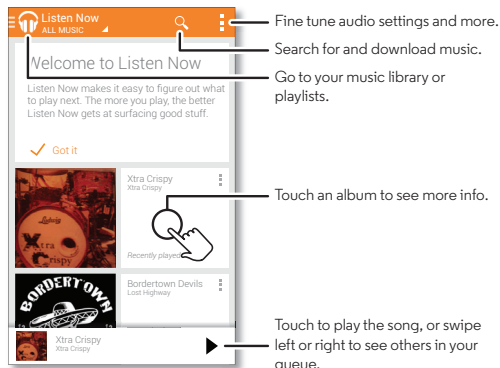 Listen Now
ALL MUSIC
Welcome to Listen Now
Listen Now makes it easy to figure out what
to play next. The more you play, the better
Listen Now gets at surfacing good stuff.
Got it
Xtra Crispy
Xtra Crispy
Recently played
Ludwig
Xtra
Crispy
Bordertown Devils
Lost Highway
BORDERTOWN
Xtra Crispy
Xtra Crispy
Fine tune audio settings and more.
Search for and download music.
Go to your music library or
playlists.
Touch an album to see more info.
Touch to play the song, or swipe
left or right to see others in your
queue.